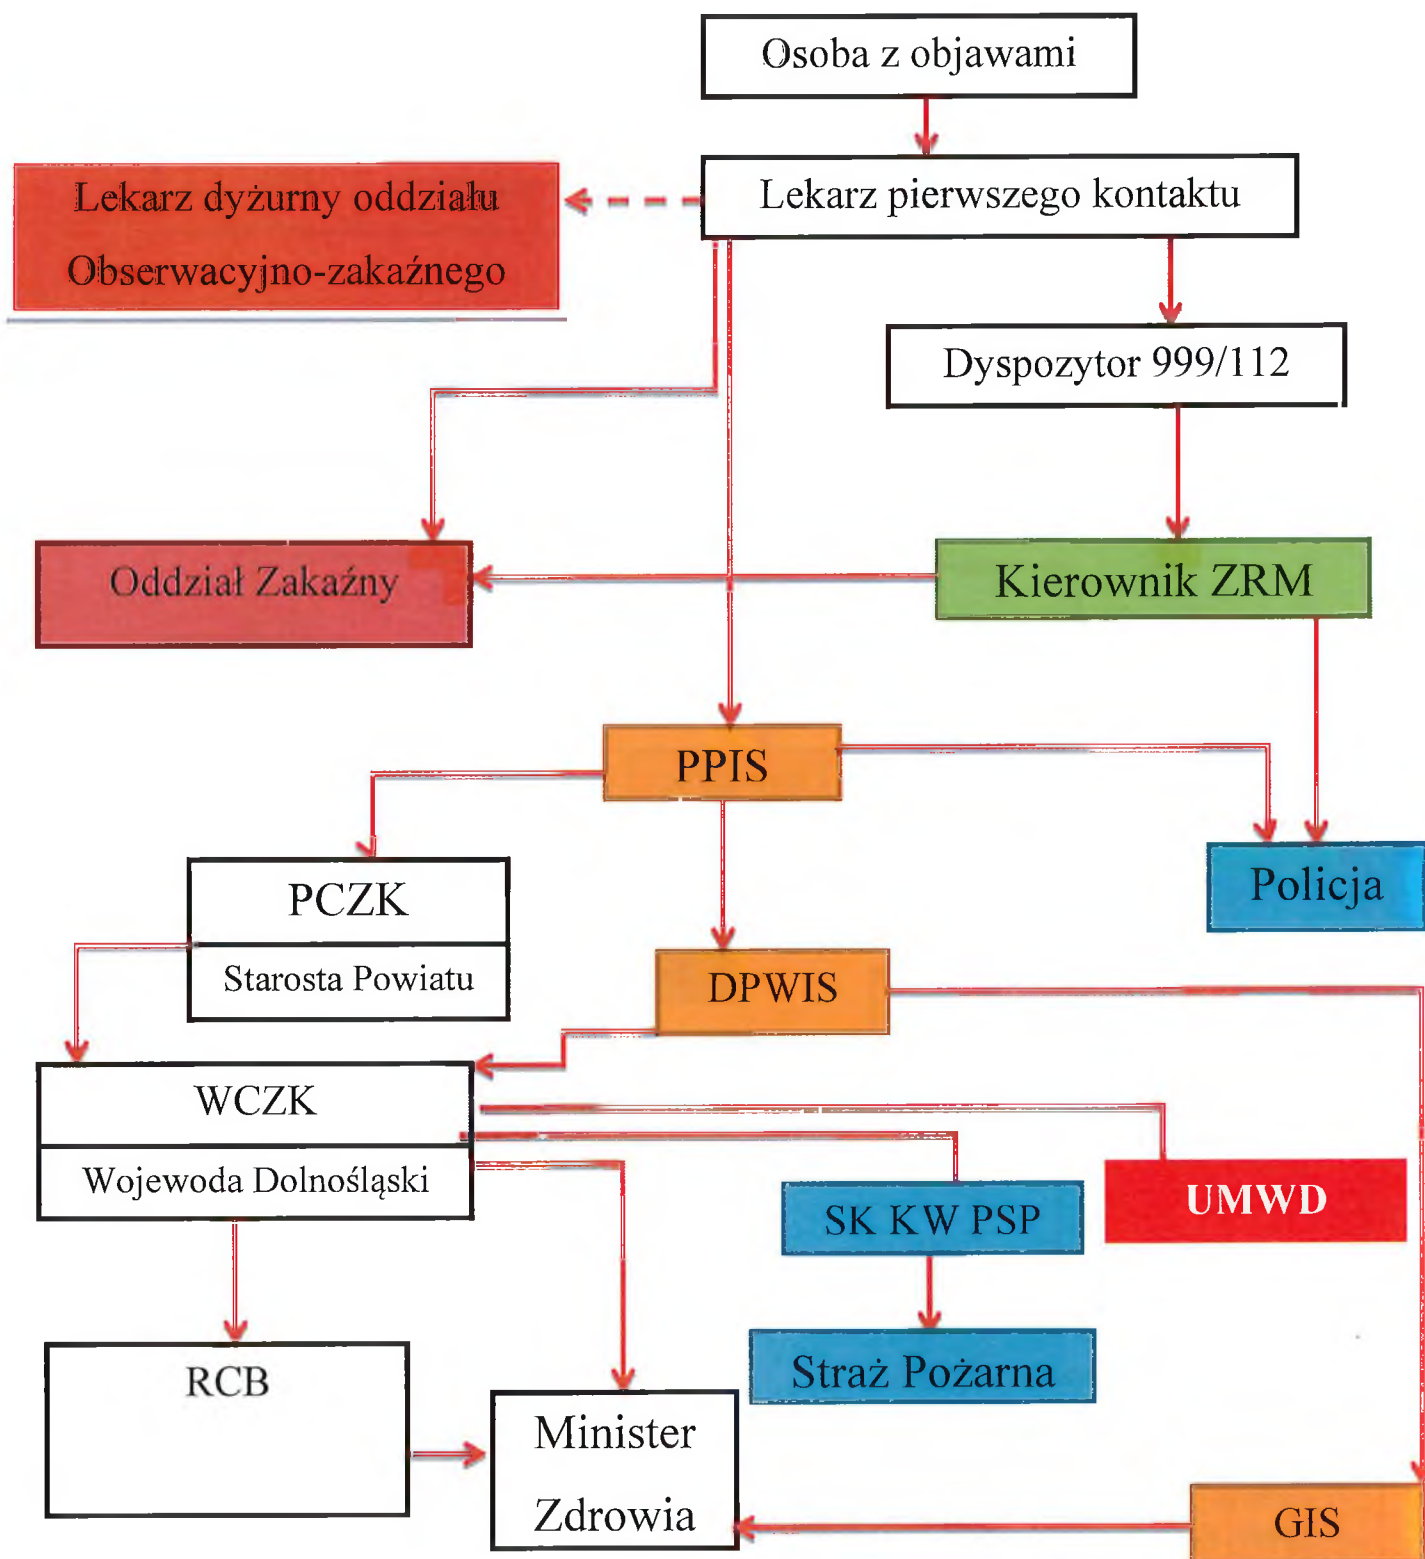 Osoba z objawami
Lekarz pierwszego kontaktu
Lekarz dyżurny oddziału
Obserwacyjno-zakaźnego
Dyspozytor 999/112
Oddział Zakaźny
Kierownik ZRM
PPIS
PCZK
Starosta Powiatu
Policja
DPWIS
WCZK
Wojewoda Dolnośląski
UMWD
SK KW PSP
Straż Pożarna
RCB
Minister
Zdrowia
GIS